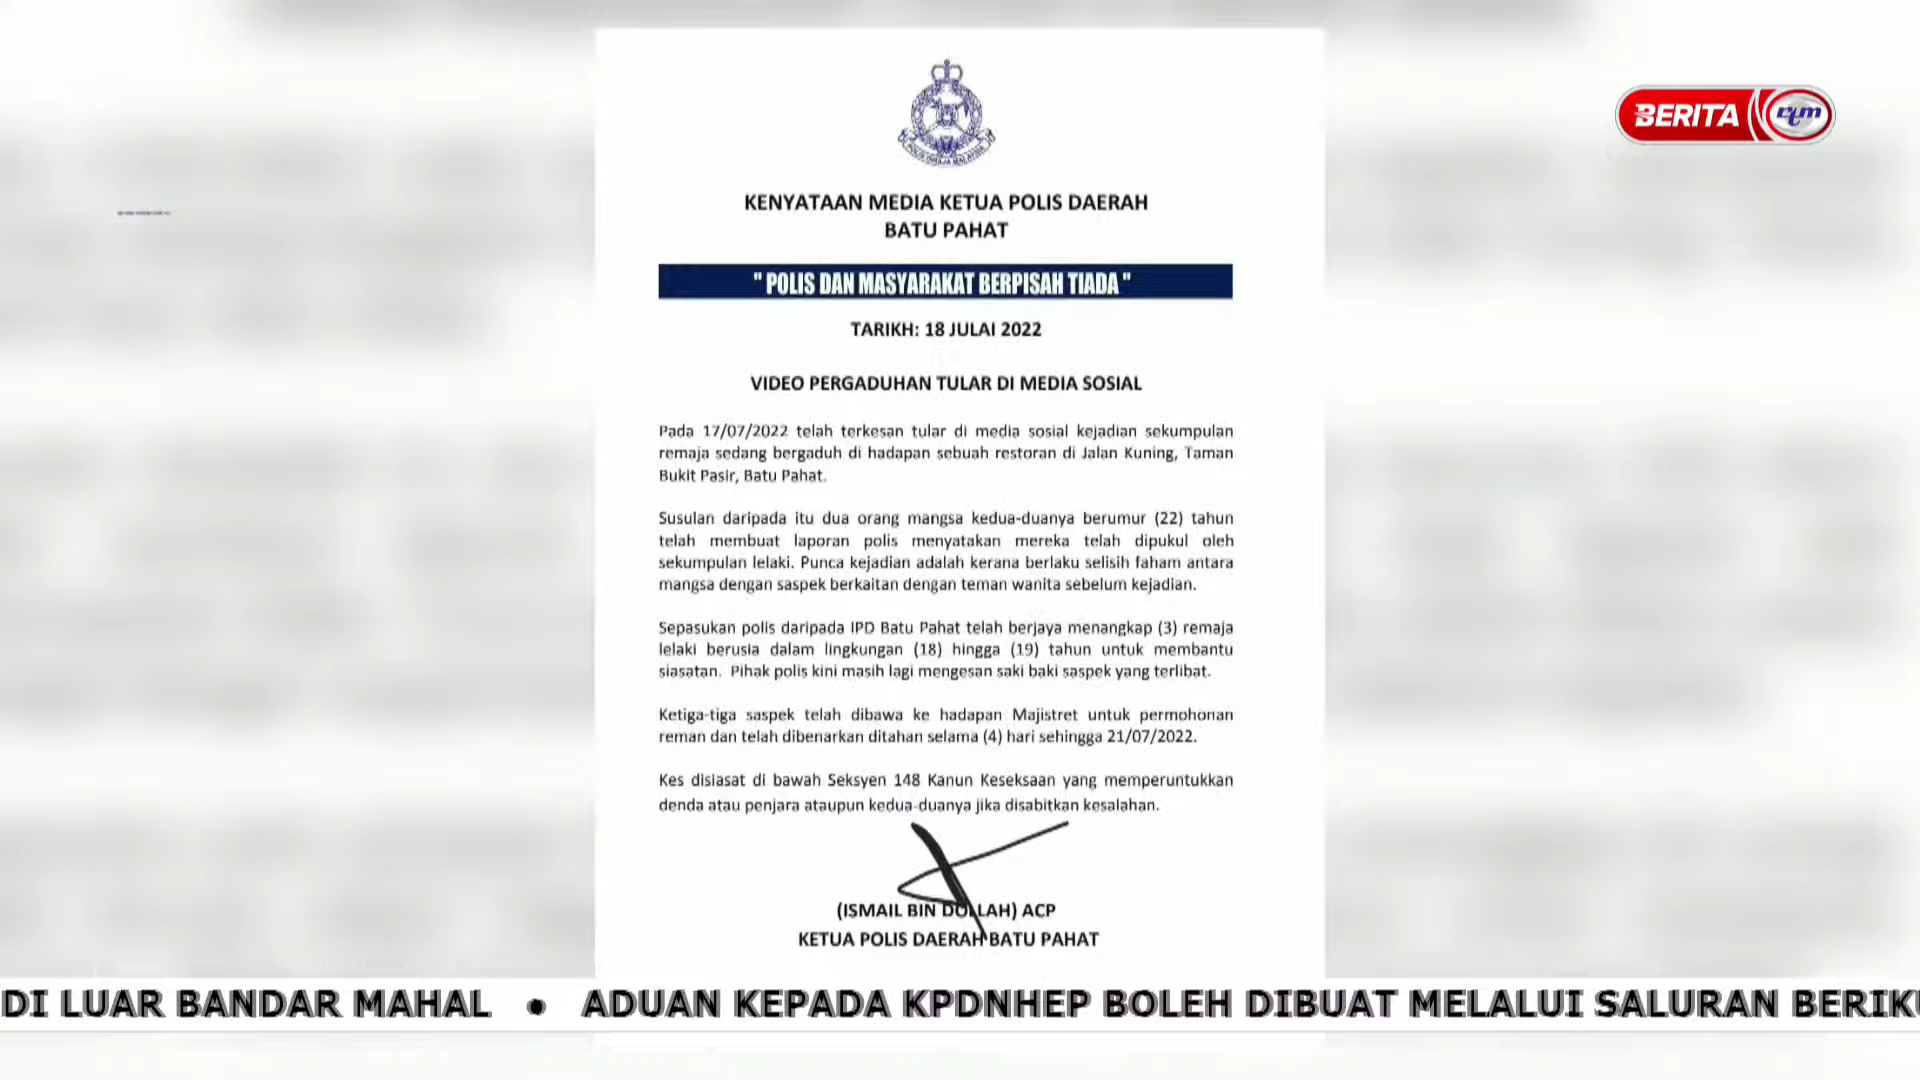 BERITA rtm
POLIS DIRAJA MALAYSIA
KENYATAAN MEDIA KETUA POLIS DAERAH
BATU PAHAT
" POLIS DAN MASYARAKAT BERPISAH TIADA "
TARIKH: 18 JULAI 2022
VIDEO PERGADUHAN TULAR DI MEDIA SOSIAL
Pada 17/07/2022 telah terkesan tular di media sosial kejadian sekumpulan
remaja sedang bergaduh di hadapan sebuah restoran di Jalan Kuning, Taman
Bukit Pasir, Batu Pahat.
Susulan daripada itu dua orang mangsa kedua-duanya berumur (22) tahun
telah membuat laporan polis menyatakan mereka telah dipukul oleh
sekumpulan lelaki. Punca kejadian adalah kerana berlaku selisih faham antara
mangsa dengan saspek berkaitan dengan teman wanita sebelum kejadian.
Sepasukan polis daripada IPD Batu Pahat telah berjaya menangkap (3) remaja
lelaki berusia dalam lingkungan (18) hingga (19) tahun untuk membantu
siasatan. Pihak polis kini masih lagi mengesan saki baki saspek yang terlibat.
Ketiga-tiga saspek telah dibawa ke hadapan Majistret untuk permohonan
reman dan telah dibenarkan ditahan selama (4) hari sehingga 21/07/2022.
Kes disiasat di bawah Seksyen 148 Kanun Keseksaan yang memperuntukkan
denda atau penjara ataupun kedua-duanya jika disabitkan kesalahan.
(ISMAIL BIN DOLLAH) ACP
KETUA POLIS DAERAH BATU PAHAT
DI LUAR BANDAR MAHAL • ADUAN KEPADA KPDNHEP BOLEH DIBUAT MELALUI SALURAN BERIKU